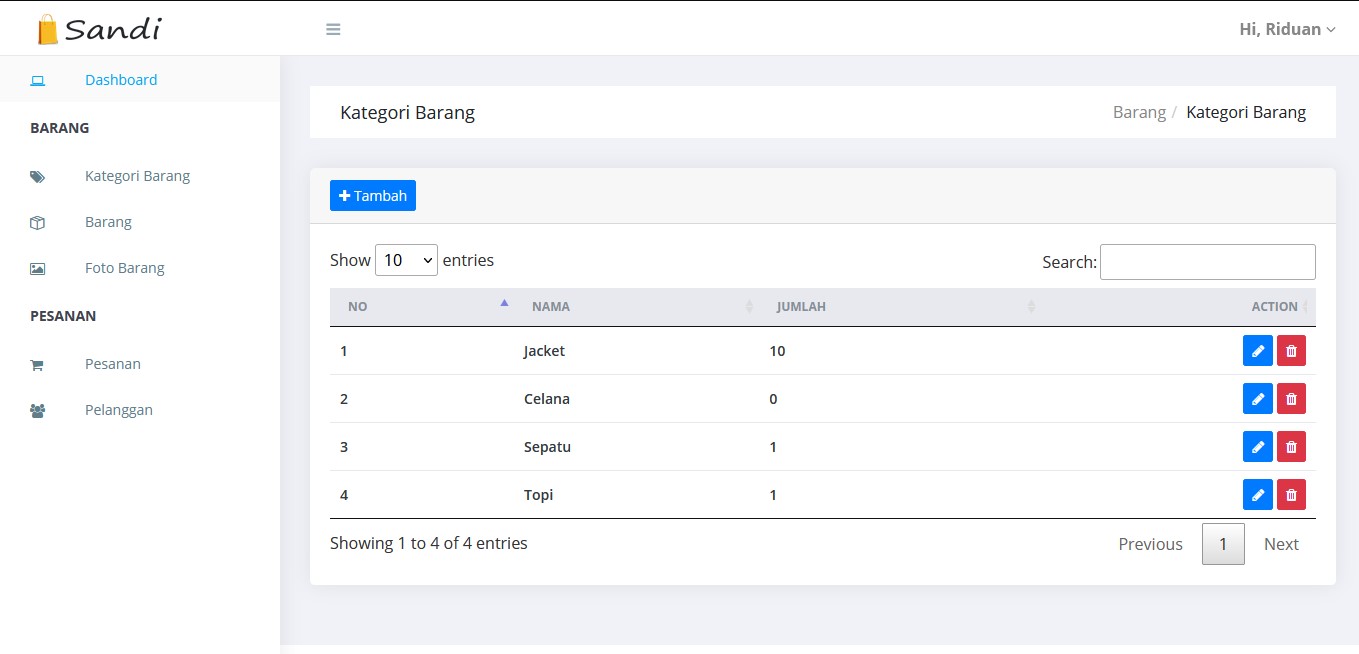 Sandi
Hi, Riduan
Dashboard
BARANG
Kategori Barang
Barang
Foto Barang
PESANAN
Pesanan
Pelanggan
Kategori Barang
Barang / Kategori Barang
Tambah
Show 10 entries
Search:
NO NAMA JUMLAH ACTION
1 Jacket 10
2 Celana 0
3 Sepatu 1
4 Topi 1
Showing 1 to 4 of 4 entries
Previous 1 Next